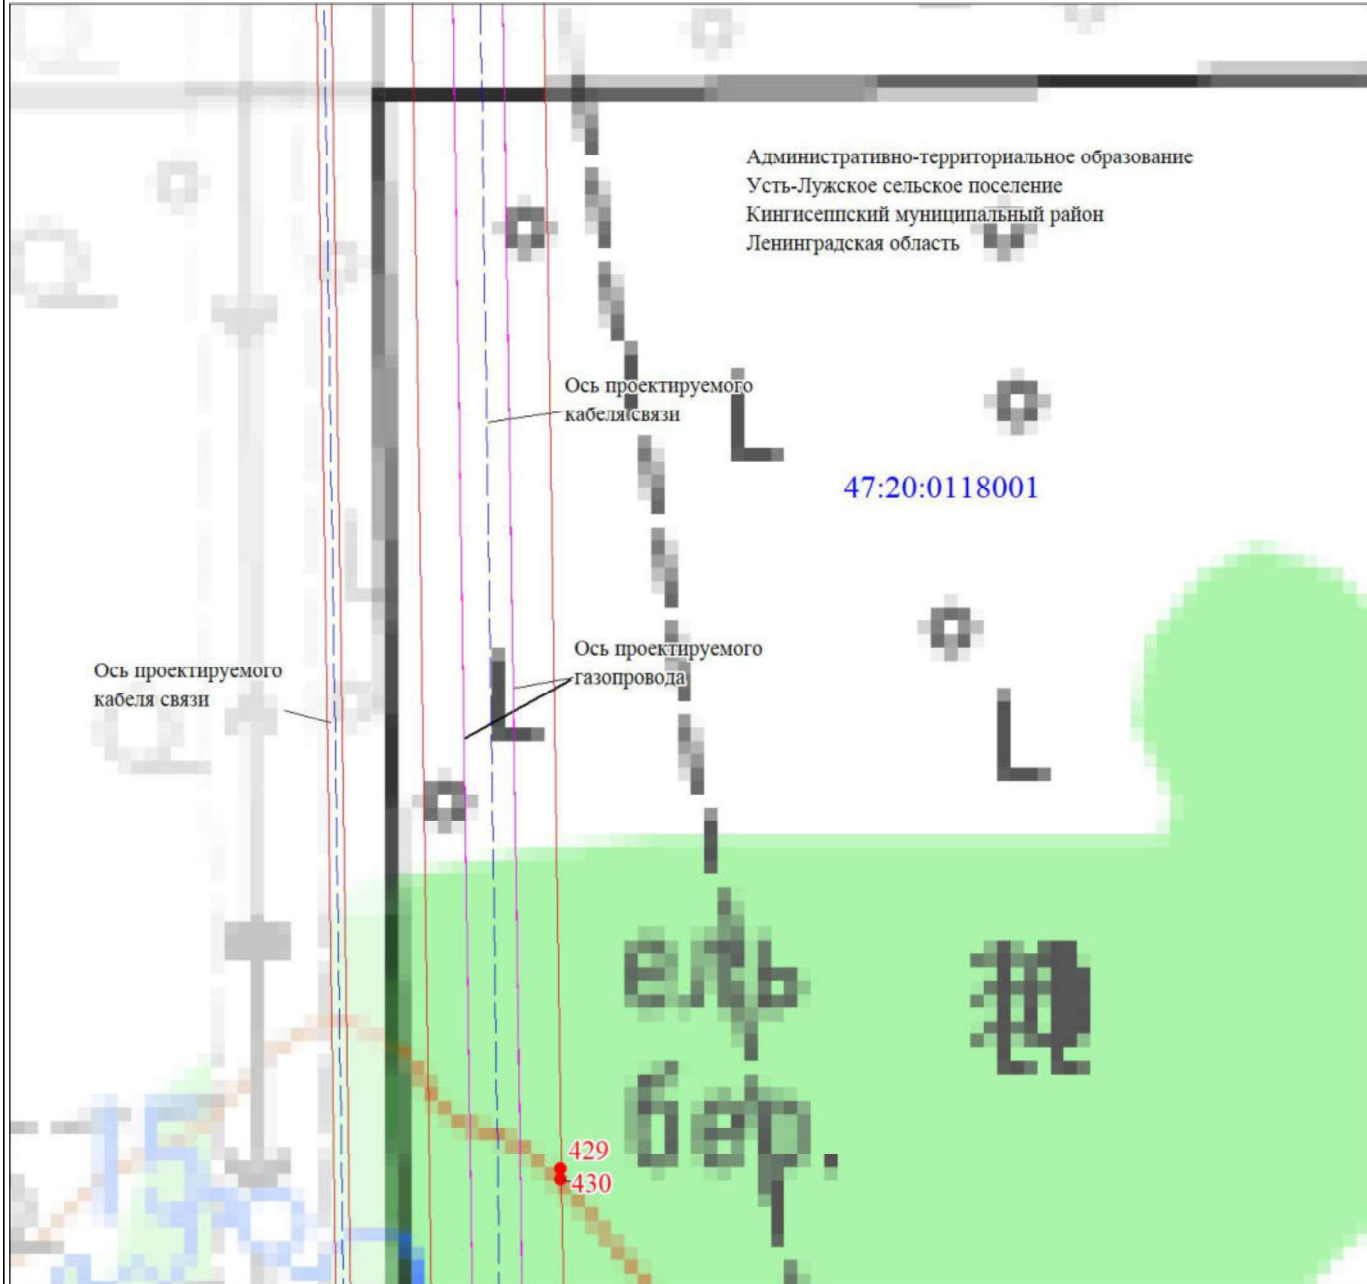 Административно-территориальное образование
Усть-Лужское сельское поселение
Кингисеппский муниципальный район
Ленинградская область
Ось проектируемого
кабеля связи
47:20:0118001
Ось проектируемого
газопровода
Ось проектируемого
кабеля связи
ель
бер.
429
430